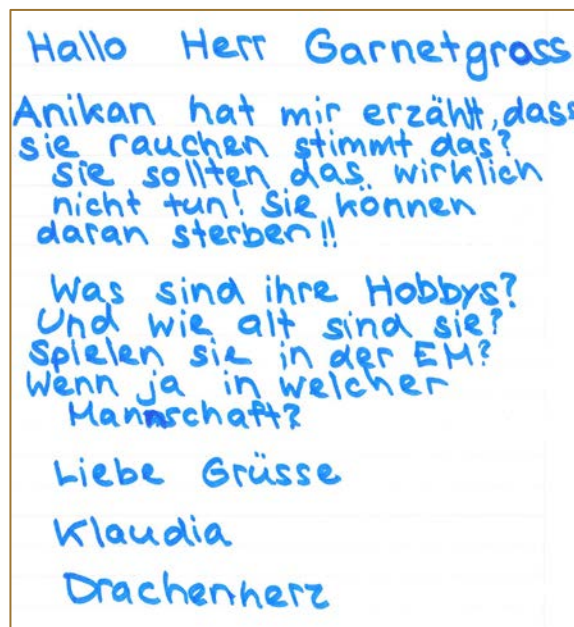 Hallo Herr Garnetgrass
Anikan hat mir erzählt, dass
sie rauchen stimmt das?
sie sollten das wirklich
nicht tun! Sie können
daran sterben!!
Was sind ihre Hobbys?
Und wie alt sind sie?
Spielen sie in der EM?
Wenn ja in welcher
Mannschaft?
Liebe Grüsse
Klaudia
Drachenherz